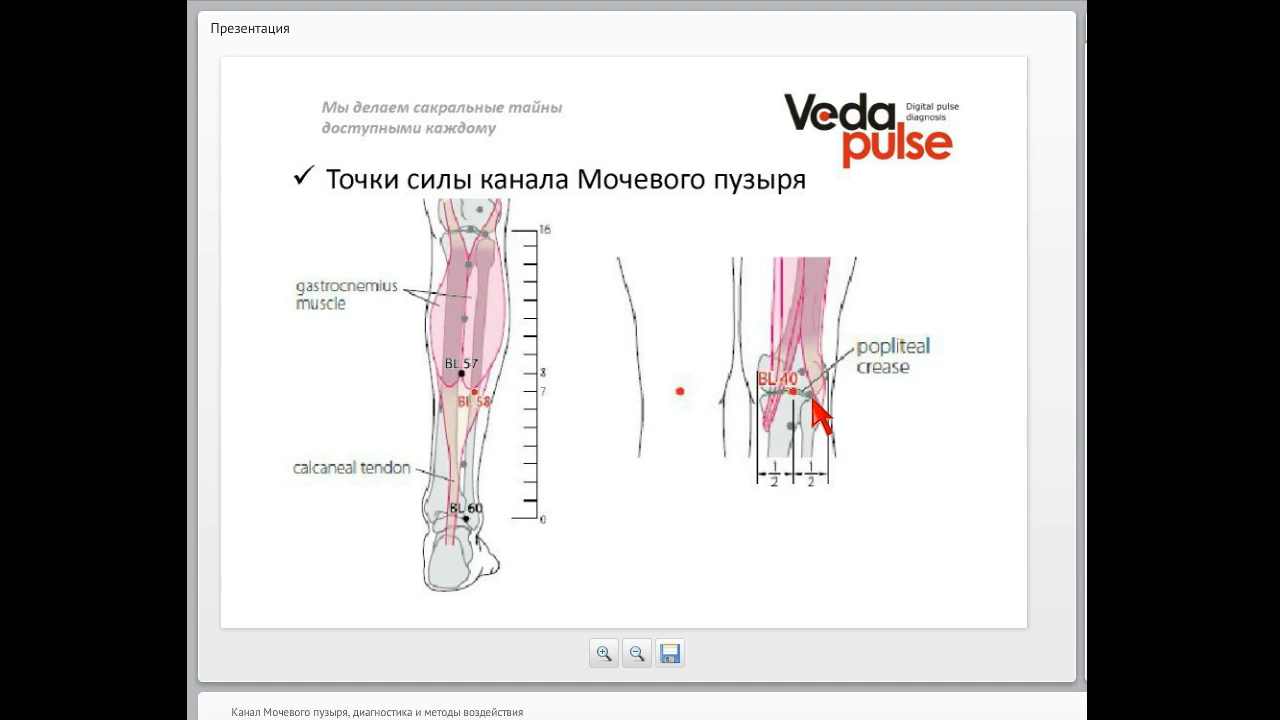 Презентация
Мы делаем сакральные тайны
доступными каждому
Veda
pulse
Digital pulse
diagnosis
✓ Точки силы канала Мочевого пузыря
16
gastrocnemius
muscle
BL 57
8
7
BL 58
calcaneal tendon
BL 60
0
popliteal
crease
BL 40
1/2
1/2
Канал Мочевого пузыря, диагностика и методы воздействия